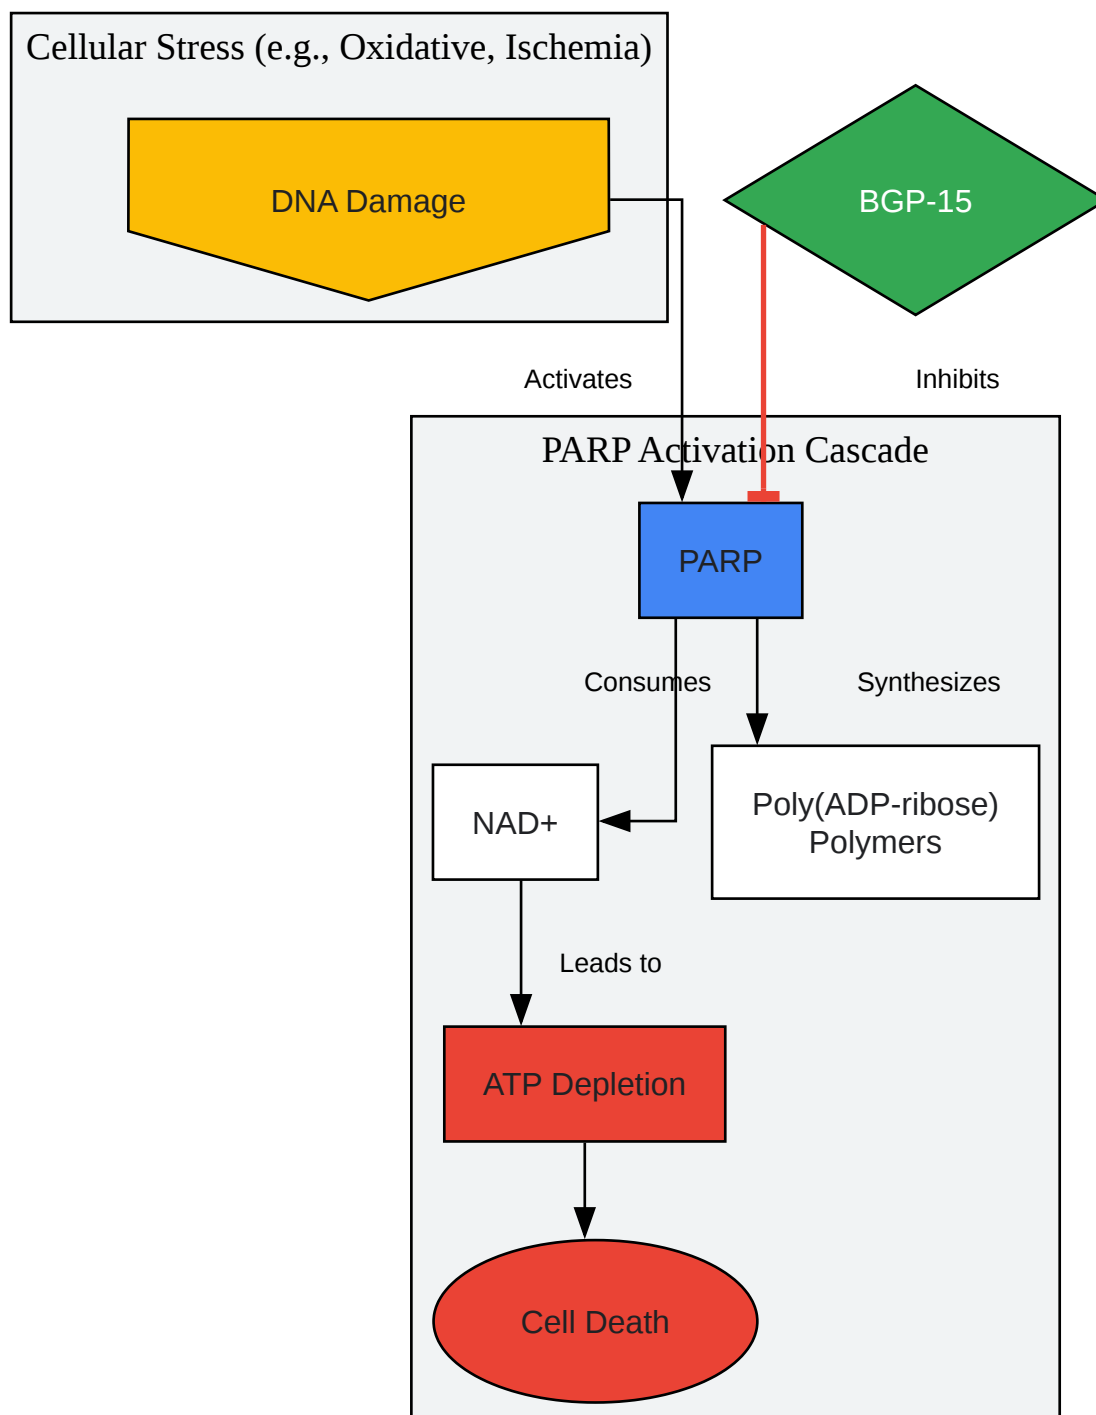 Cellular Stress (e.g., Oxidative, Ischemia)
DNA Damage
BGP-15
Activates
Inhibits
PARP Activation Cascade
PARP
Consumes
Synthesizes
NAD+
Poly(ADP-ribose)
Polymers
Leads to
ATP Depletion
Cell Death